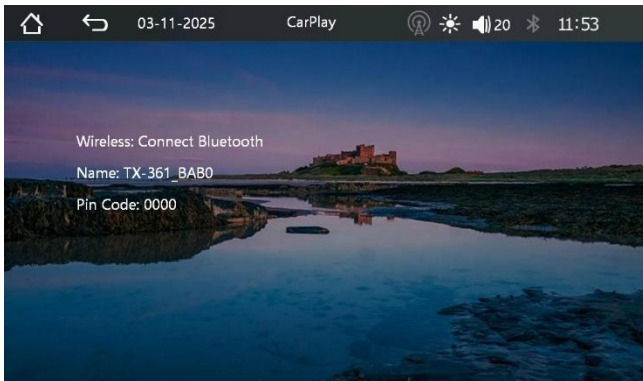 03-11-2025 CarPlay 20 11:53
Wireless: Connect Bluetooth
Name: TX-361_BAB0
Pin Code: 0000